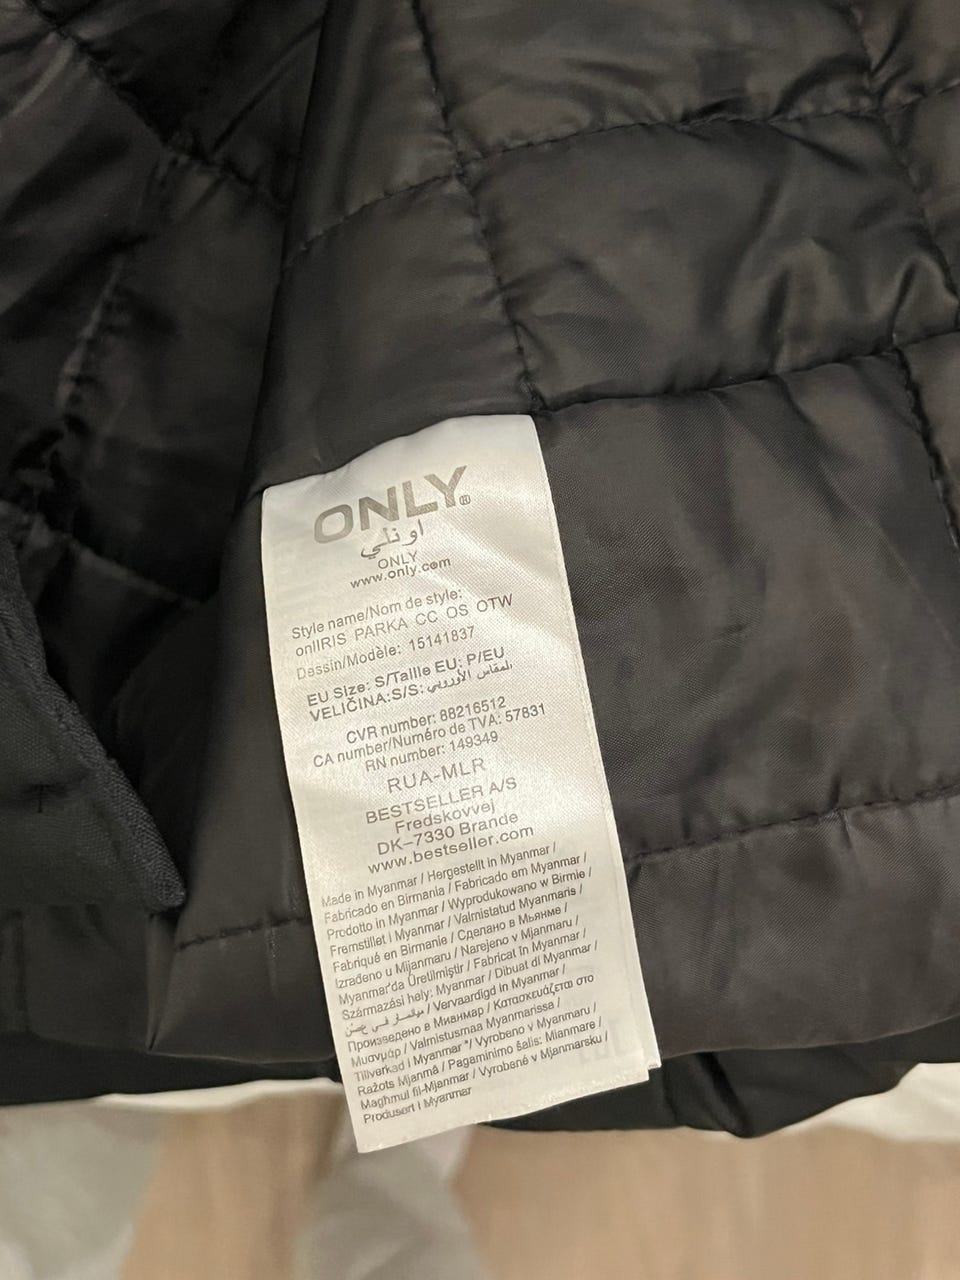 ONLY®
اونلي
ONLY
www.only.com
Style name/Nom de style:
onlIRIS PARKA CC OS OTW
Dessin/Modèle: 15141837
EU Size: S/Taille EU: P/EU
VELIČINA:S/S: المقاس الأوروبي
CVR number: 88216512
CA number/Numéro de TVA: 57831
RN number: 149349
RUA-MLR
BESTSELLER A/S
Fredskovvej
DK-7330 Brande
www.bestseller.com
Made in Myanmar / Hergestellt in Myanmar /
Fabricado en Birmania / Fabricado em Myanmar /
Prodotto in Myanmar / Wyprodukowano w Birmie /
Fremstillet i Myanmar / Valmistatud Myanmaris /
Fabriqué en Birmanie / Сделано в Мьянме /
Izrađeno u Mijanmaru / Narejeno v Mjanmaru /
Myanmar'da Üretilmiştir / Fabricat în Myanmar /
Származási hely: Myanmar / Dibuat di Myanmar /
/ Vervaardigd in Myanmar /
Произведено в Мианмар / Κατασκευάζεται στο
Μιανμάρ / Valmistusmaa Myanmarissa /
Tillverkad i Myanmar */ Vyrobeno v Myanmaru /
Ražots Mjanmā / Pagaminimo šalis: Mianmare /
Magħmul fil-Mjanmar / Vyrobené v Mjanmarsku /
Produsert i Myanmar